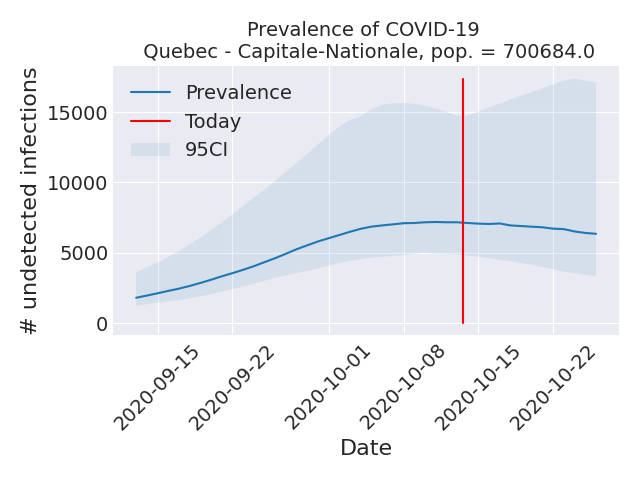 Prevalence of COVID-19
Quebec - Capitale-Nationale, pop. = 700684.0
# undetected infections
15000
10000
5000
0
Prevalence
Today
95CI
2020-09-15
2020-09-22
2020-10-01
2020-10-08
2020-10-15
2020-10-22
Date